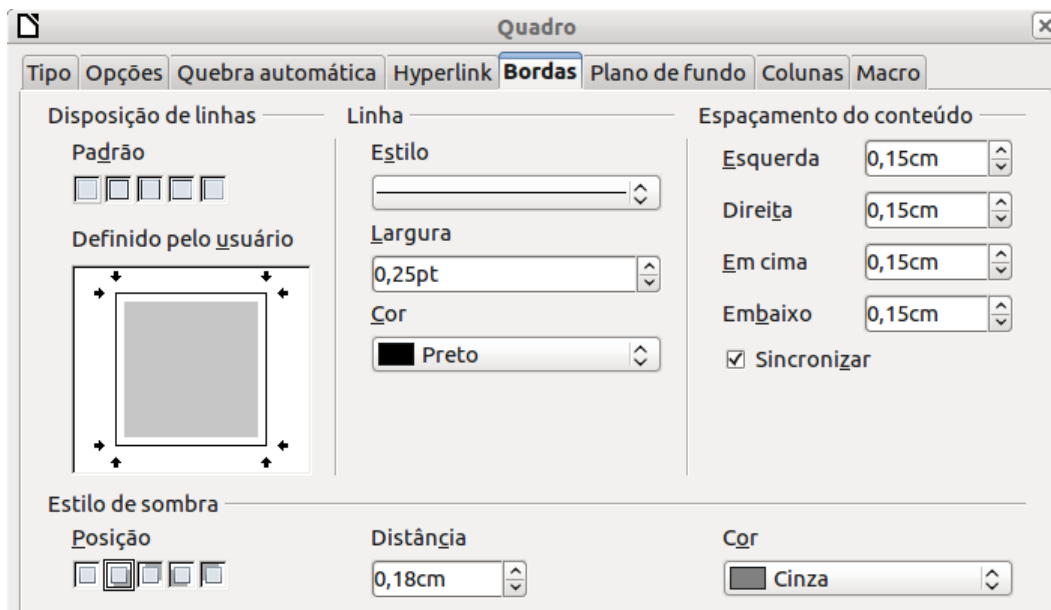 Quadro
Tipo Opções Quebra automática Hyperlink Bordas Plano de fundo Colunas Macro
Disposição de linhas
Padrão
Definido pelo usuário
Linha
Estilo
Largura
0,25pt
Cor
Preto
Espaçamento do conteúdo
Esquerda 0,15cm
Direita 0,15cm
Em cima 0,15cm
Embaixo 0,15cm
Sincronizar
Estilo de sombra
Posição
Distância
0,18cm
Cor
Cinza